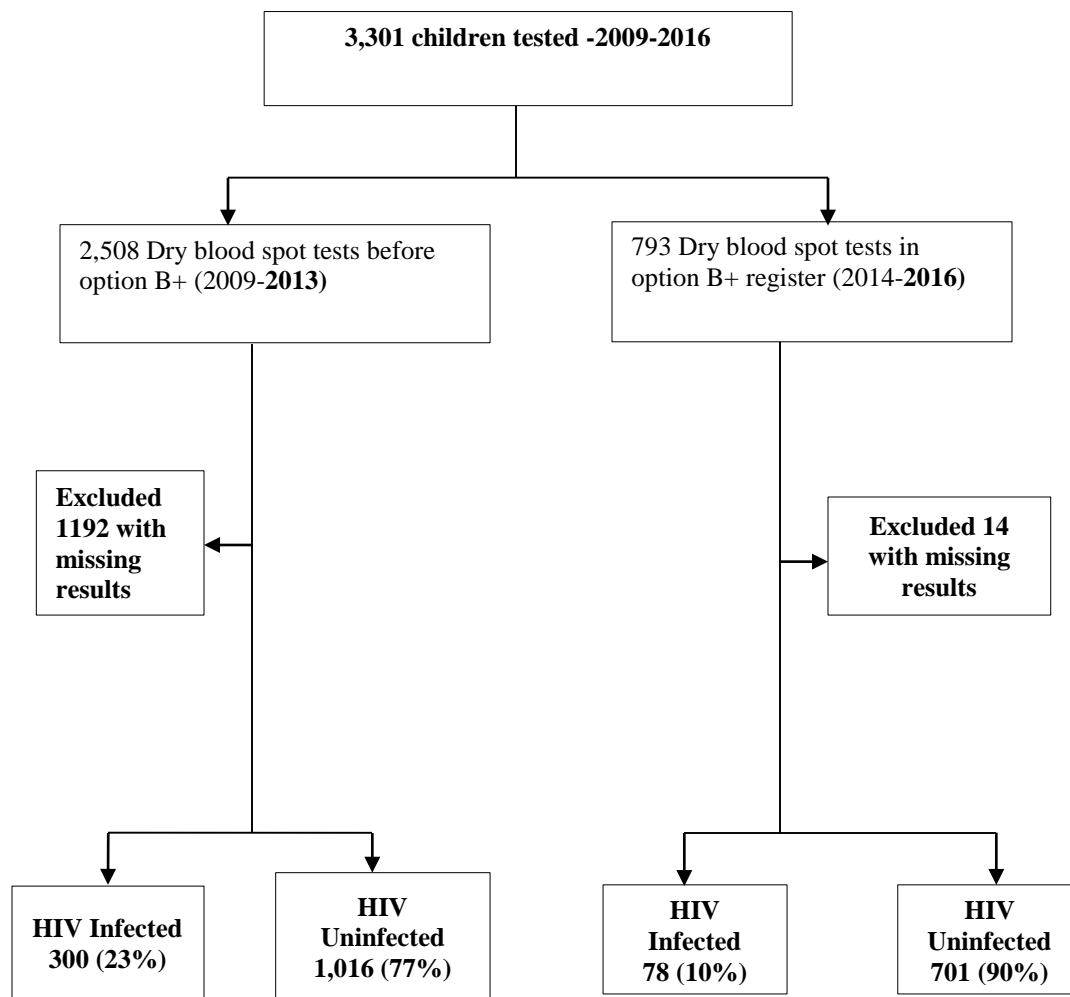 3,301 children tested -2009-2016
2,508 Dry blood spot tests before
option B+ (2009-2013)
793 Dry blood spot tests in
option B+ register (2014-2016)
Excluded
1192 with
missing
results
Excluded 14
with missing
results
HIV Infected
300 (23%)
HIV
Uninfected
1,016 (77%)
HIV
Infected
78 (10%)
HIV
Uninfected
701 (90%)